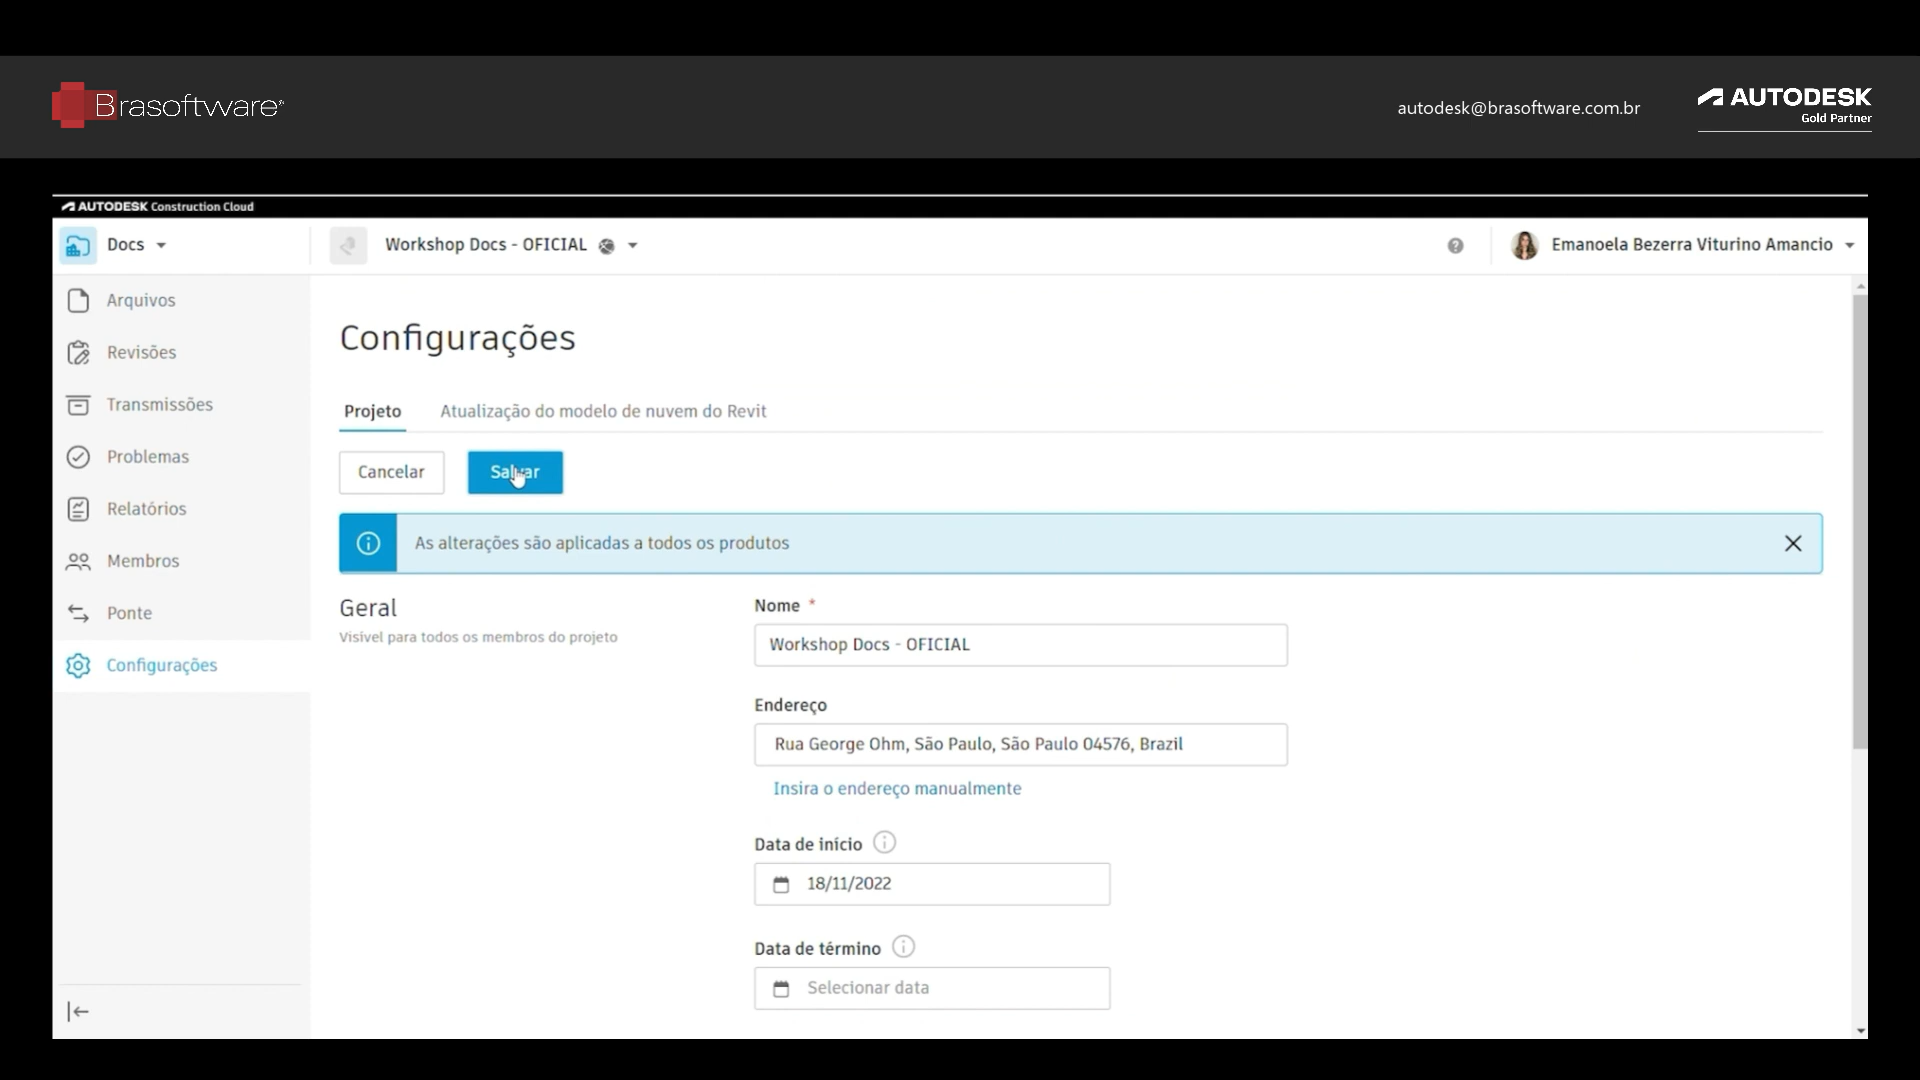 Brasoftware
autodesk@brasoftware.com.br
AUTODESK
Gold Partner
AUTODESK Construction Cloud
Docs
Workshop Docs - OFICIAL
Emanoela Bezerra Viturino Amancio
Arquivos
Revisões
Transmissões
Problemas
Relatórios
Membros
Ponte
Configurações
Configurações
Projeto
Atualização do modelo de nuvem do Revit
Cancelar
Salvar
As alterações são aplicadas a todos os produtos
Geral
Visível para todos os membros do projeto
Nome *
Workshop Docs - OFICIAL
Endereço
Rua George Ohm, São Paulo, São Paulo 04576, Brazil
Insira o endereço manualmente
Data de início
18/11/2022
Data de término
Selecionar data